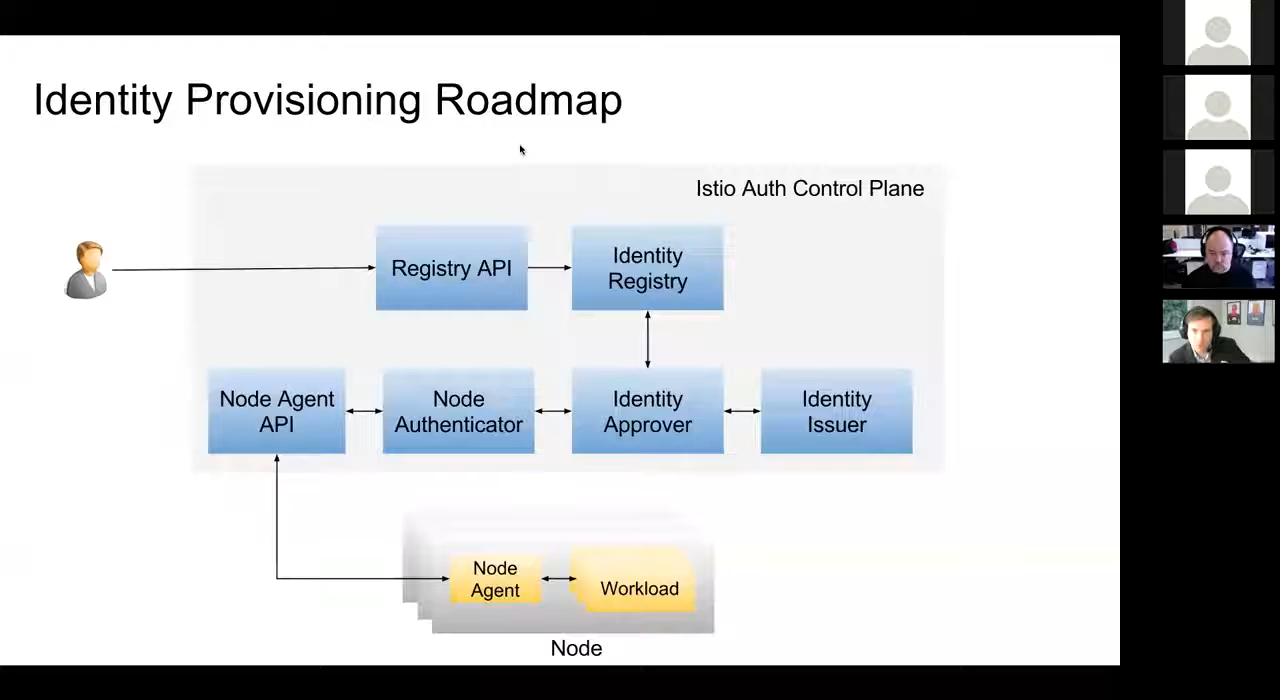 Identity Provisioning Roadmap
Istio Auth Control Plane
Registry API
Identity
Registry
Node Agent
API
Node
Authenticator
Identity
Approver
Identity
Issuer
Node
Agent
Workload
Node